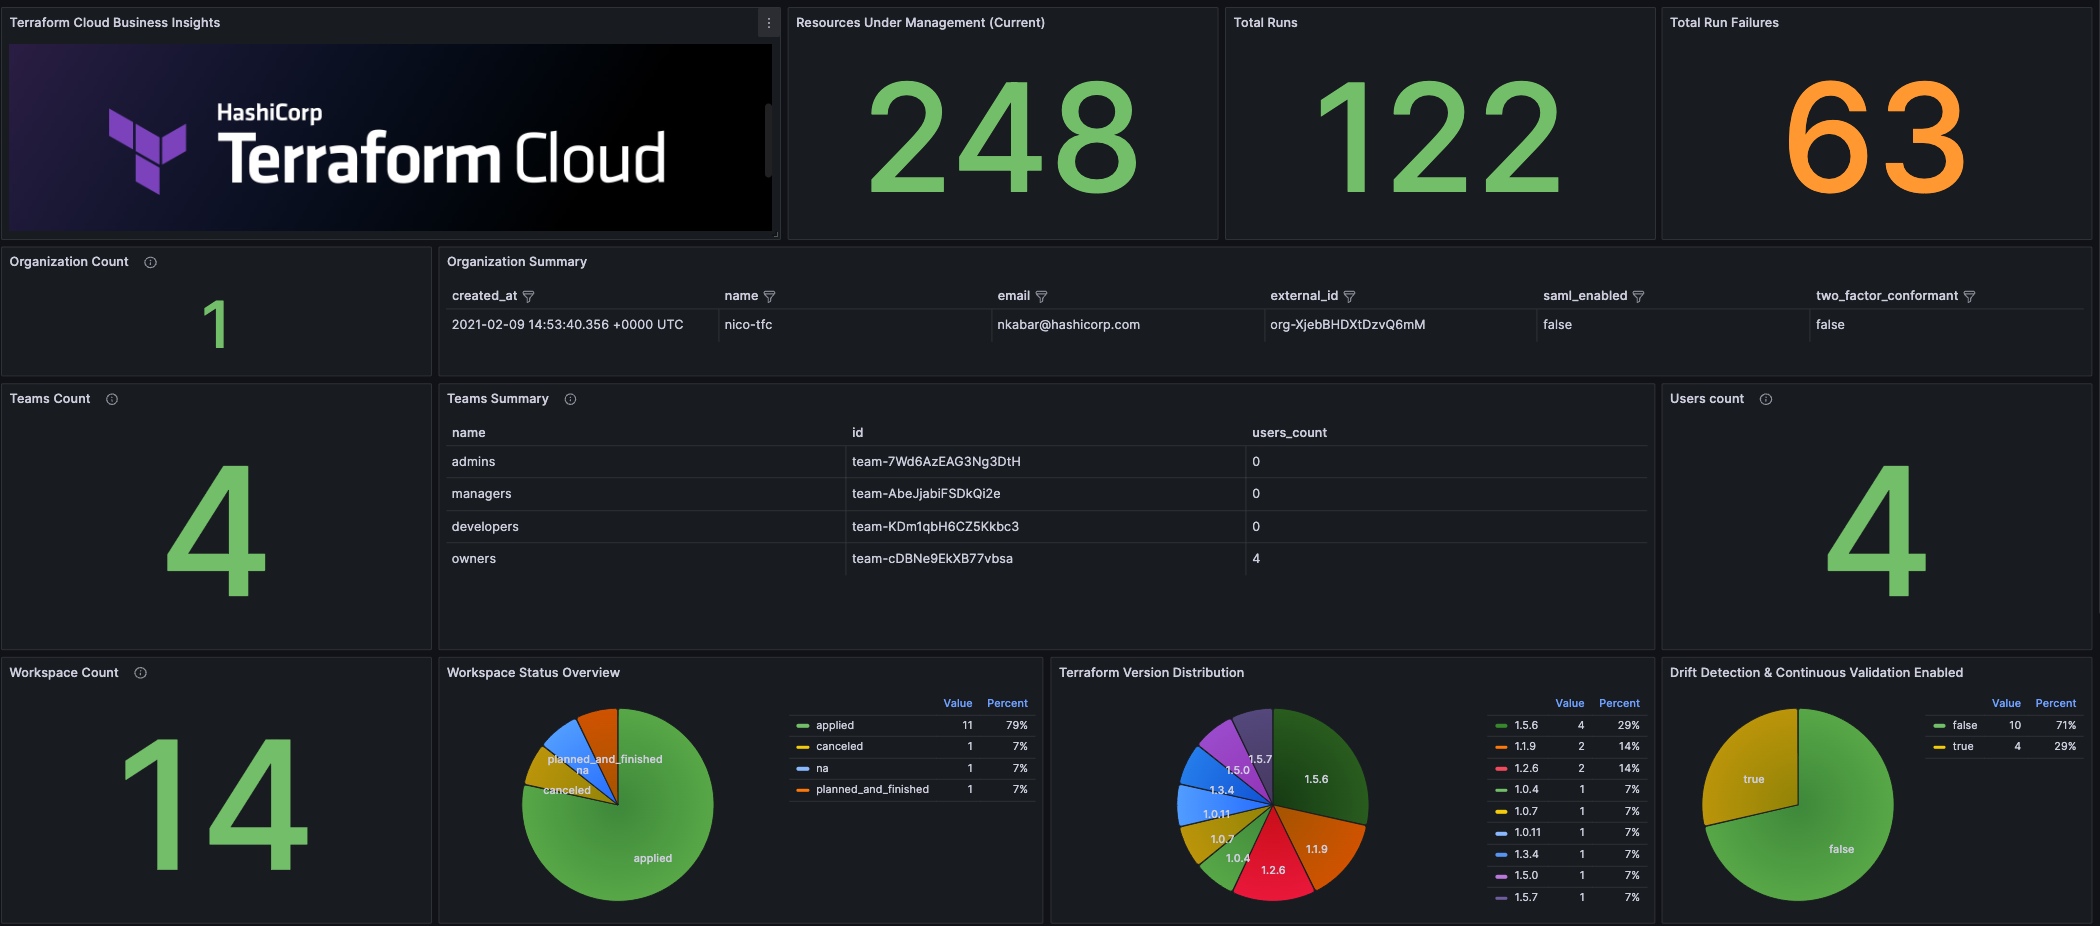 Terraform Cloud Business Insights
HashiCorp
Terraform Cloud
Resources Under Management (Current)
248
Total Runs
122
Total Run Failures
63
Organization Count
1
Organization Summary
created_at name email external_id saml_enabled two_factor_conformant
2021-02-09 14:53:40.356 +0000 UTC nico-tfc nkabar@hashicorp.com org-XjebBHDXtDzvQ6mM false false
Teams Count
4
Teams Summary
name id users_count
admins team-7Wd6AzEAG3Ng3DtH 0
managers team-AbeJjabiFSDkQi2e 0
developers team-KDm1qbH6CZ5Kkbc3 0
owners team-cDBNe9EkXB77vbsa 4
Users count
4
Workspace Count
14
Workspace Status Overview
planned_and_finished
na
canceled
applied
Value Percent
applied 11 79%
canceled 1 7%
na 1 7%
planned_and_finished 1 7%
Terraform Version Distribution
1.5.7
1.5.0
1.5.6
1.3.4
1.0.11
1.0.7
1.1.9
1.0.4
1.2.6
Value Percent
1.5.6 4 29%
1.1.9 2 14%
1.2.6 2 14%
1.0.4 1 7%
1.0.7 1 7%
1.0.11 1 7%
1.3.4 1 7%
1.5.0 1 7%
1.5.7 1 7%
Drift Detection & Continuous Validation Enabled
true
false
Value Percent
false 10 71%
true 4 29%